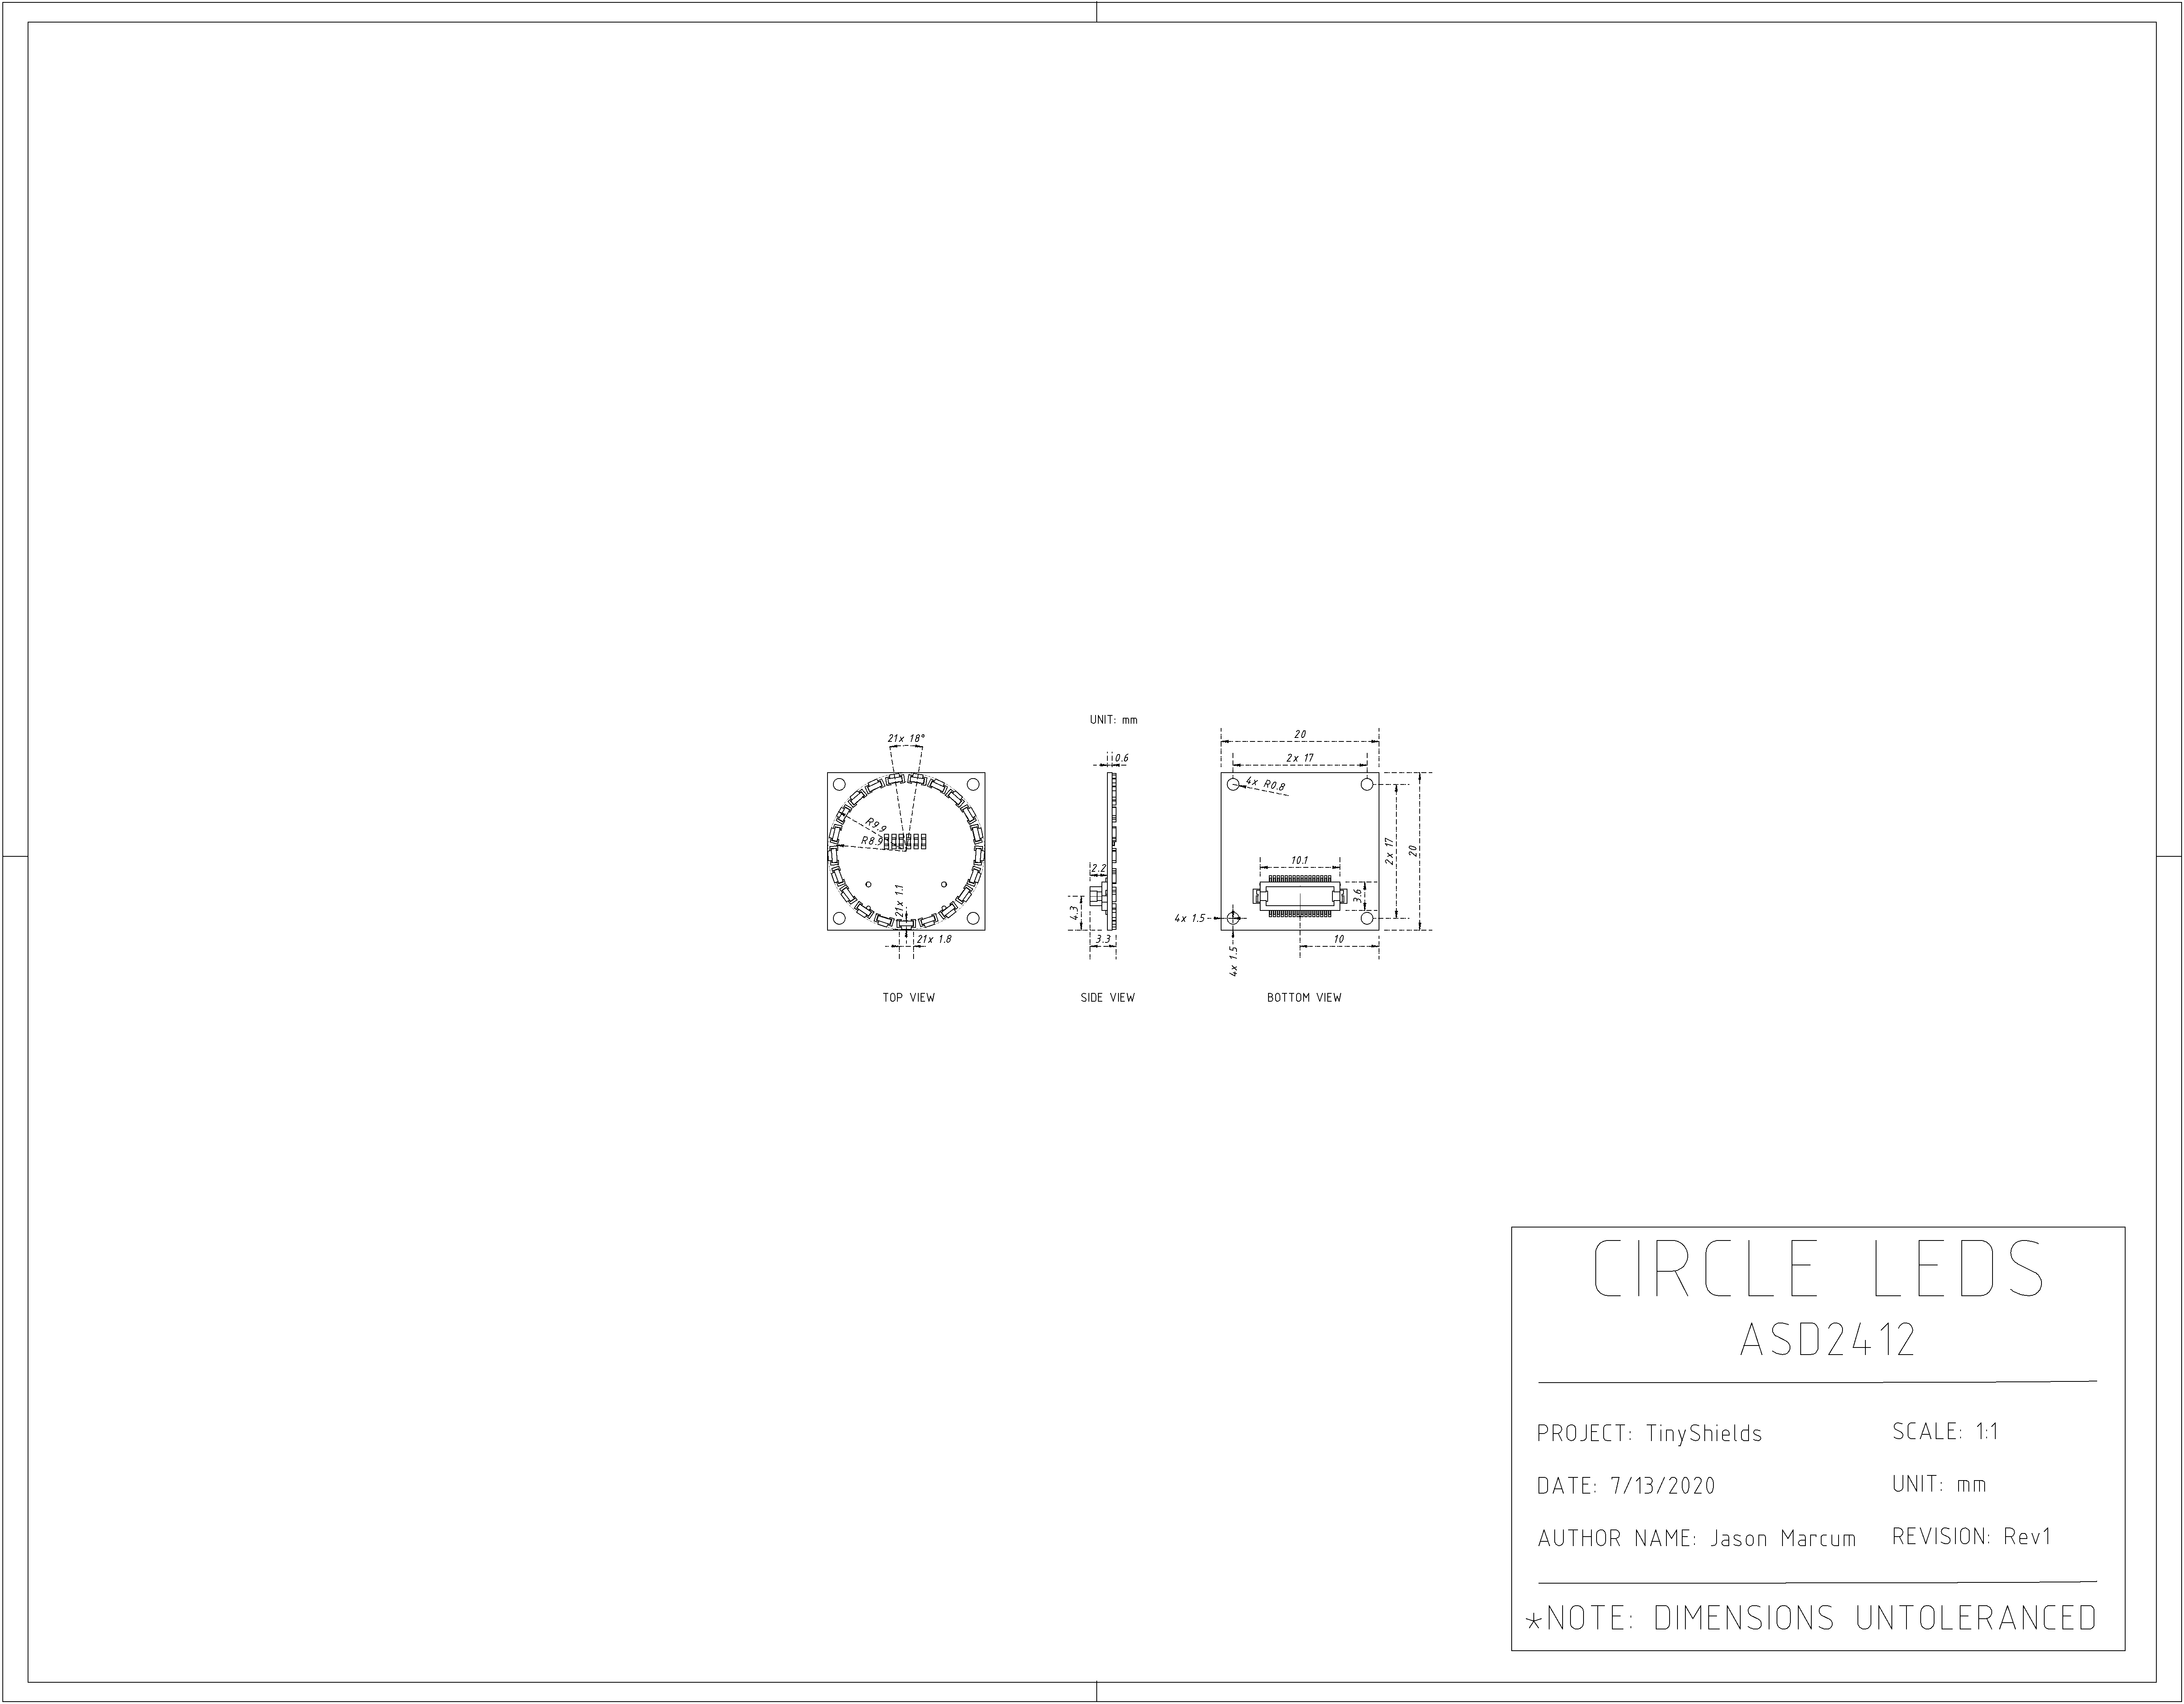 UNIT: mm
21x 18°
R9.9
R8.9
21x 1.1
21x 1.8
TOP VIEW
0.6
2.2
4.3
3.3
SIDE VIEW
20
2x 17
4x R0.8
2x 17
20
10.1
3.6
4x 1.5
4x 1.5
10
BOTTOM VIEW
CIRCLE LEDS
ASD2412
PROJECT: TinyShields
SCALE: 1:1
DATE: 7/13/2020
UNIT: mm
AUTHOR NAME: Jason Marcum
REVISION: Rev1
*NOTE: DIMENSIONS UNTOLERANCED